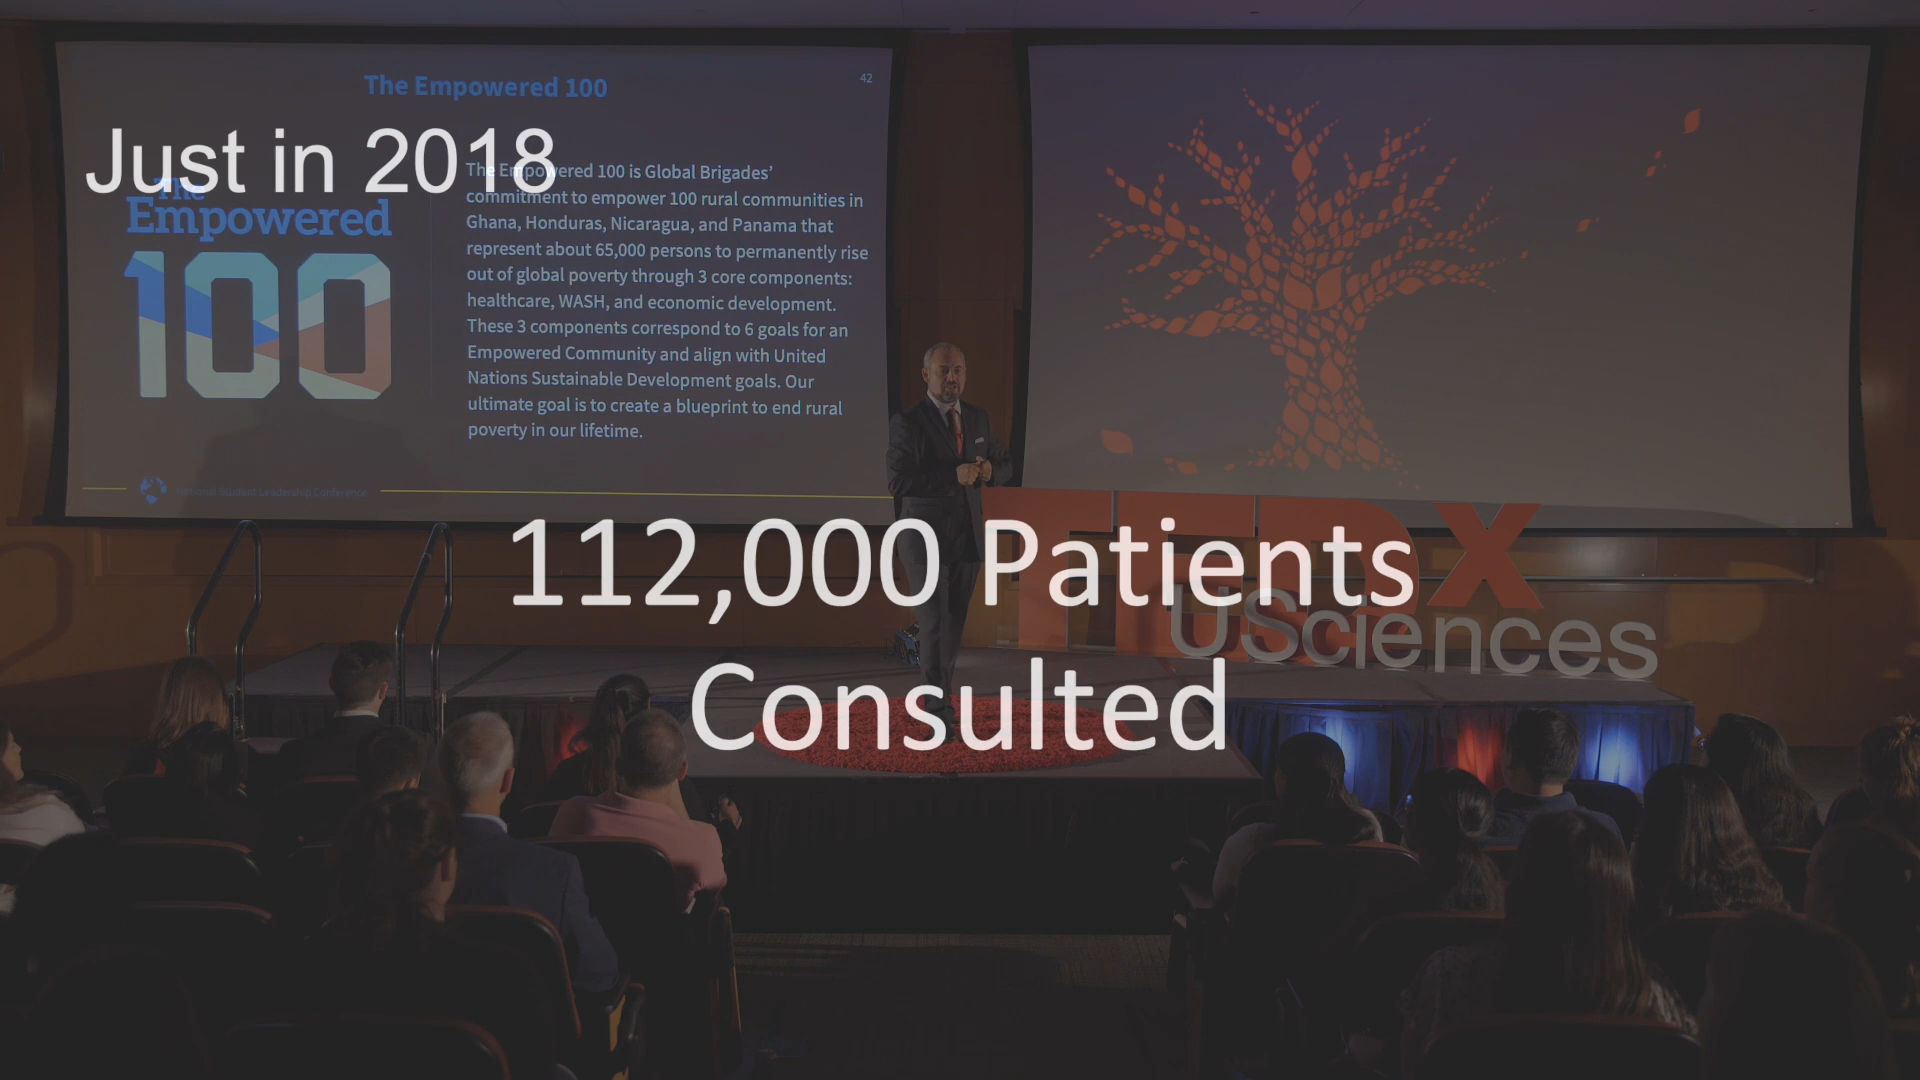 The Empowered 100
42
Just in 2018
The
Empowered
100
The Empowered 100 is Global Brigades’
commitment to empower 100 rural communities in
Ghana, Honduras, Nicaragua, and Panama that
represent about 65,000 persons to permanently rise
out of global poverty through 3 core components:
healthcare, WASH, and economic development.
These 3 components correspond to 6 goals for an
Empowered Community and align with United
Nations Sustainable Development goals. Our
ultimate goal is to create a blueprint to end rural
poverty in our lifetime.
National Student Leadership Conference
112,000 Patients
Consulted
TEDx
USciences